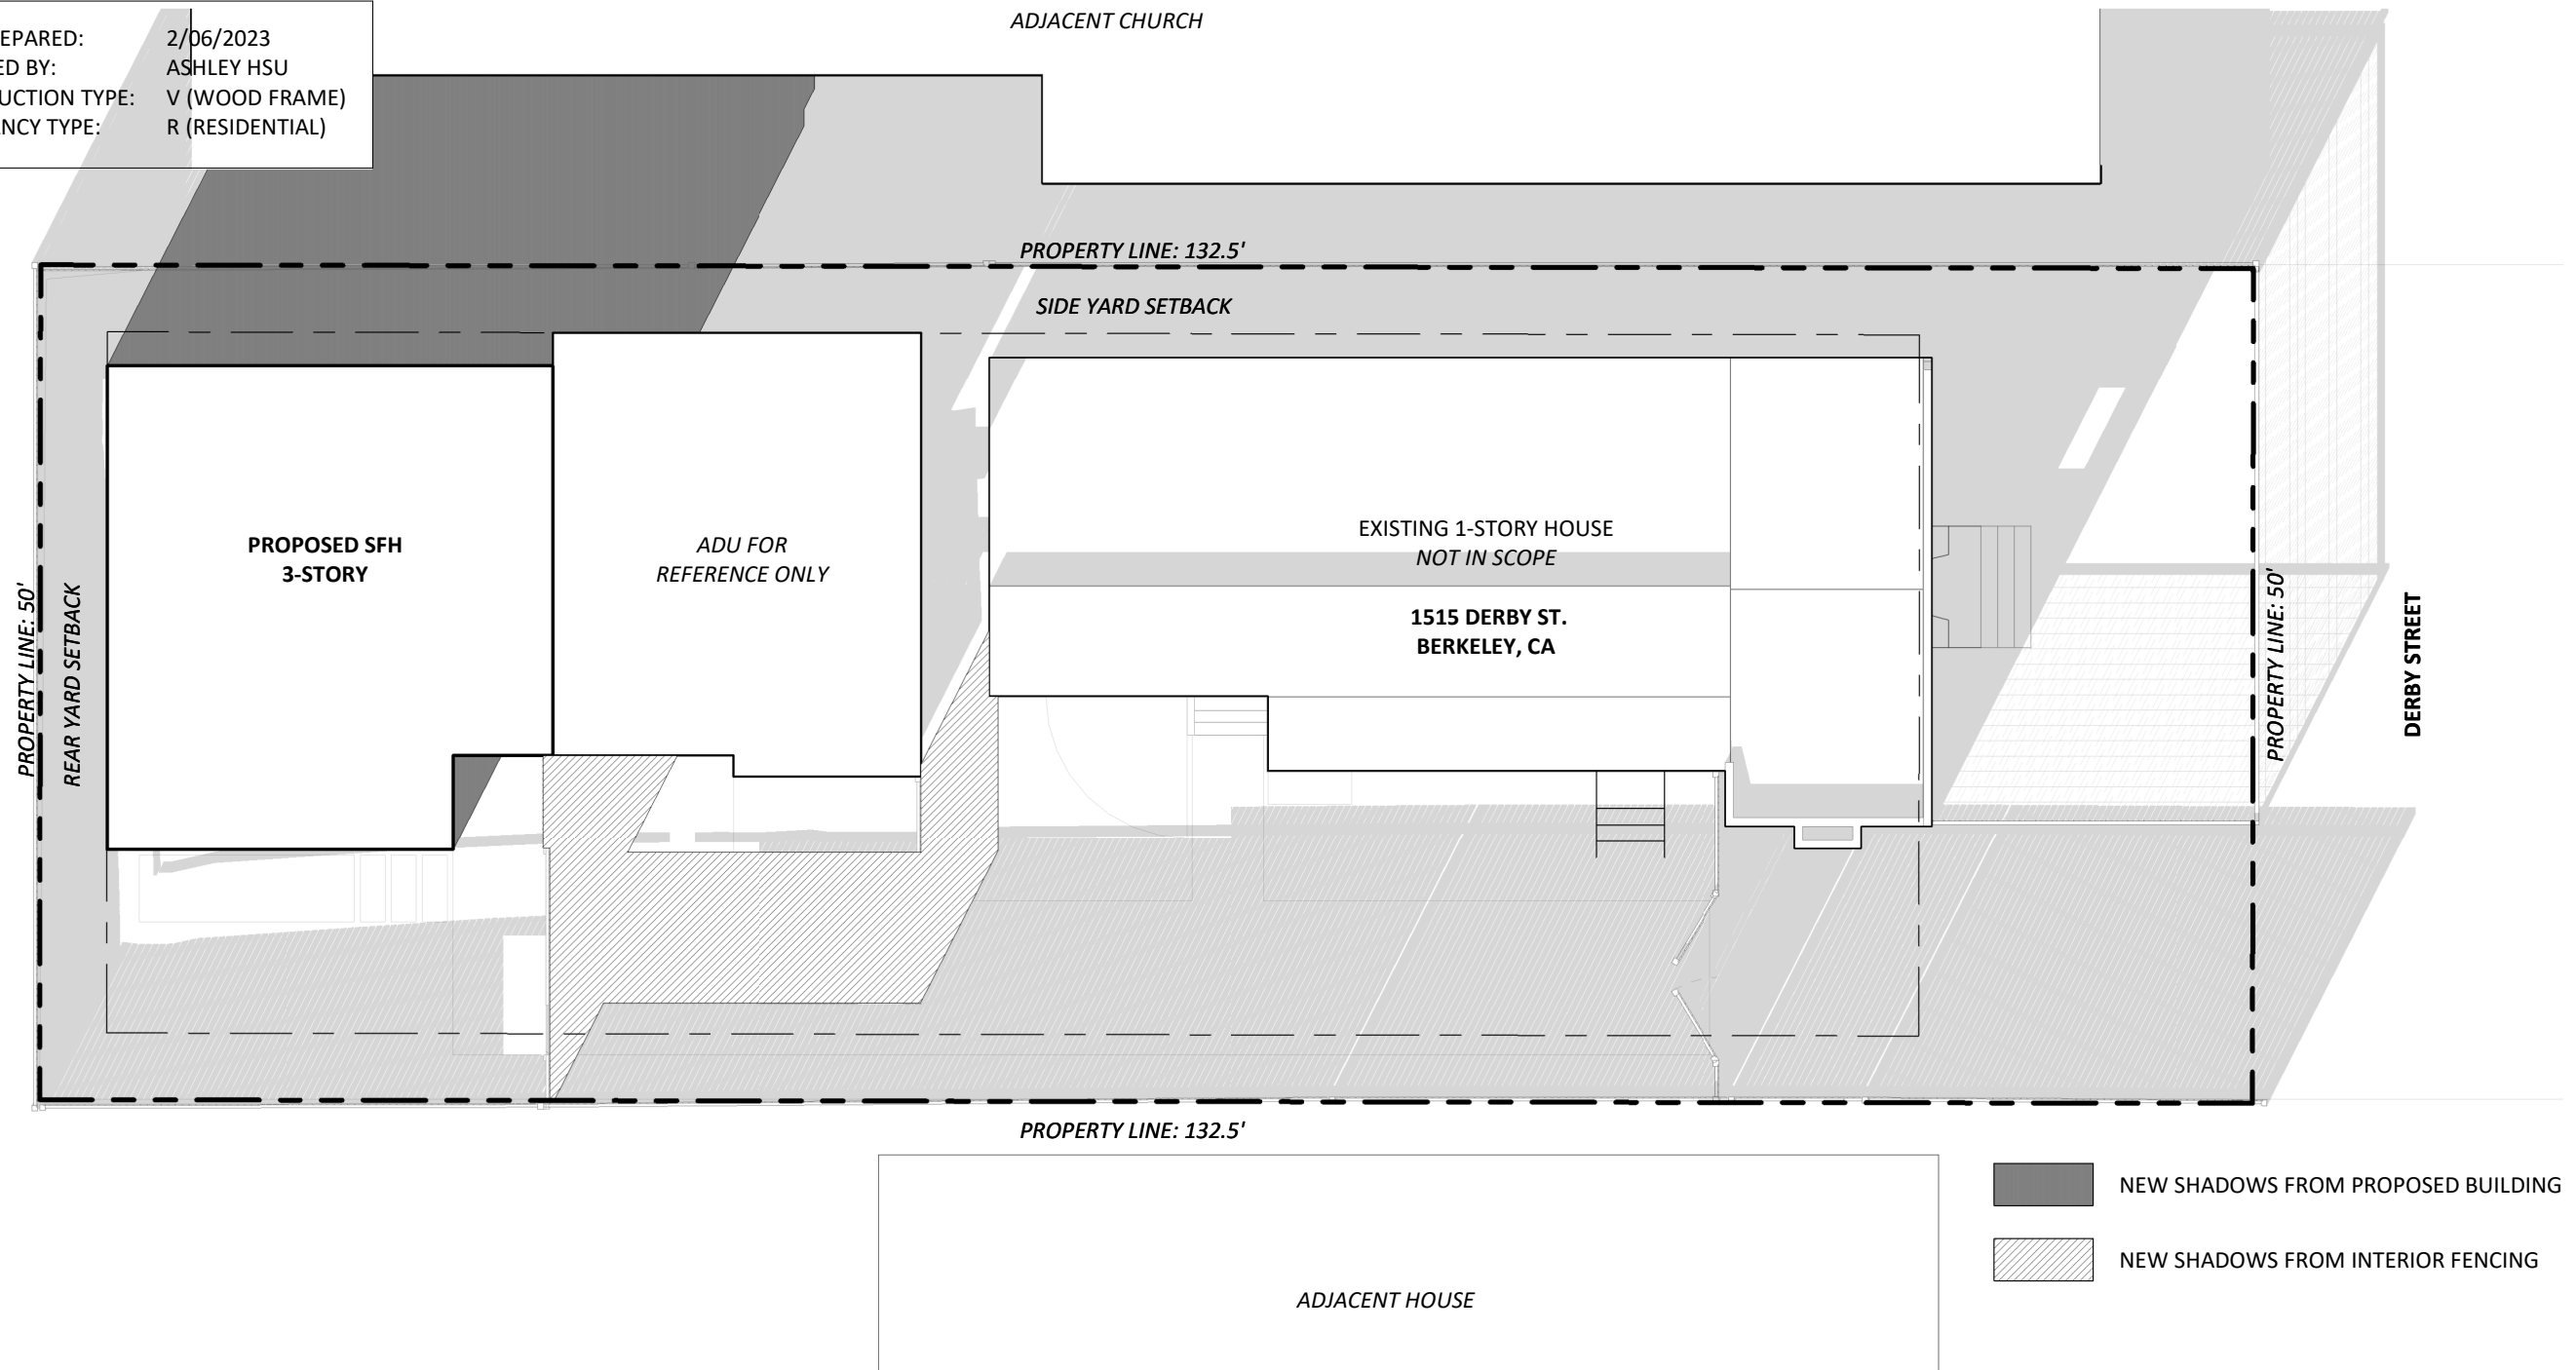 EPARED: 2/06/2023
ED BY: ASHLEY HSU
UCTION TYPE: V (WOOD FRAME)
NCY TYPE: R (RESIDENTIAL)
ADJACENT CHURCH
PROPERTY LINE: 132.5'
SIDE YARD SETBACK
PROPERTY LINE: 50'
REAR YARD SETBACK
PROPOSED SFH
3-STORY
ADU FOR
REFERENCE ONLY
EXISTING 1-STORY HOUSE
NOT IN SCOPE
1515 DERBY ST.
BERKELEY, CA
PROPERTY LINE: 50'
DERBY STREET
PROPERTY LINE: 132.5'
NEW SHADOWS FROM PROPOSED BUILDING
NEW SHADOWS FROM INTERIOR FENCING
ADJACENT HOUSE